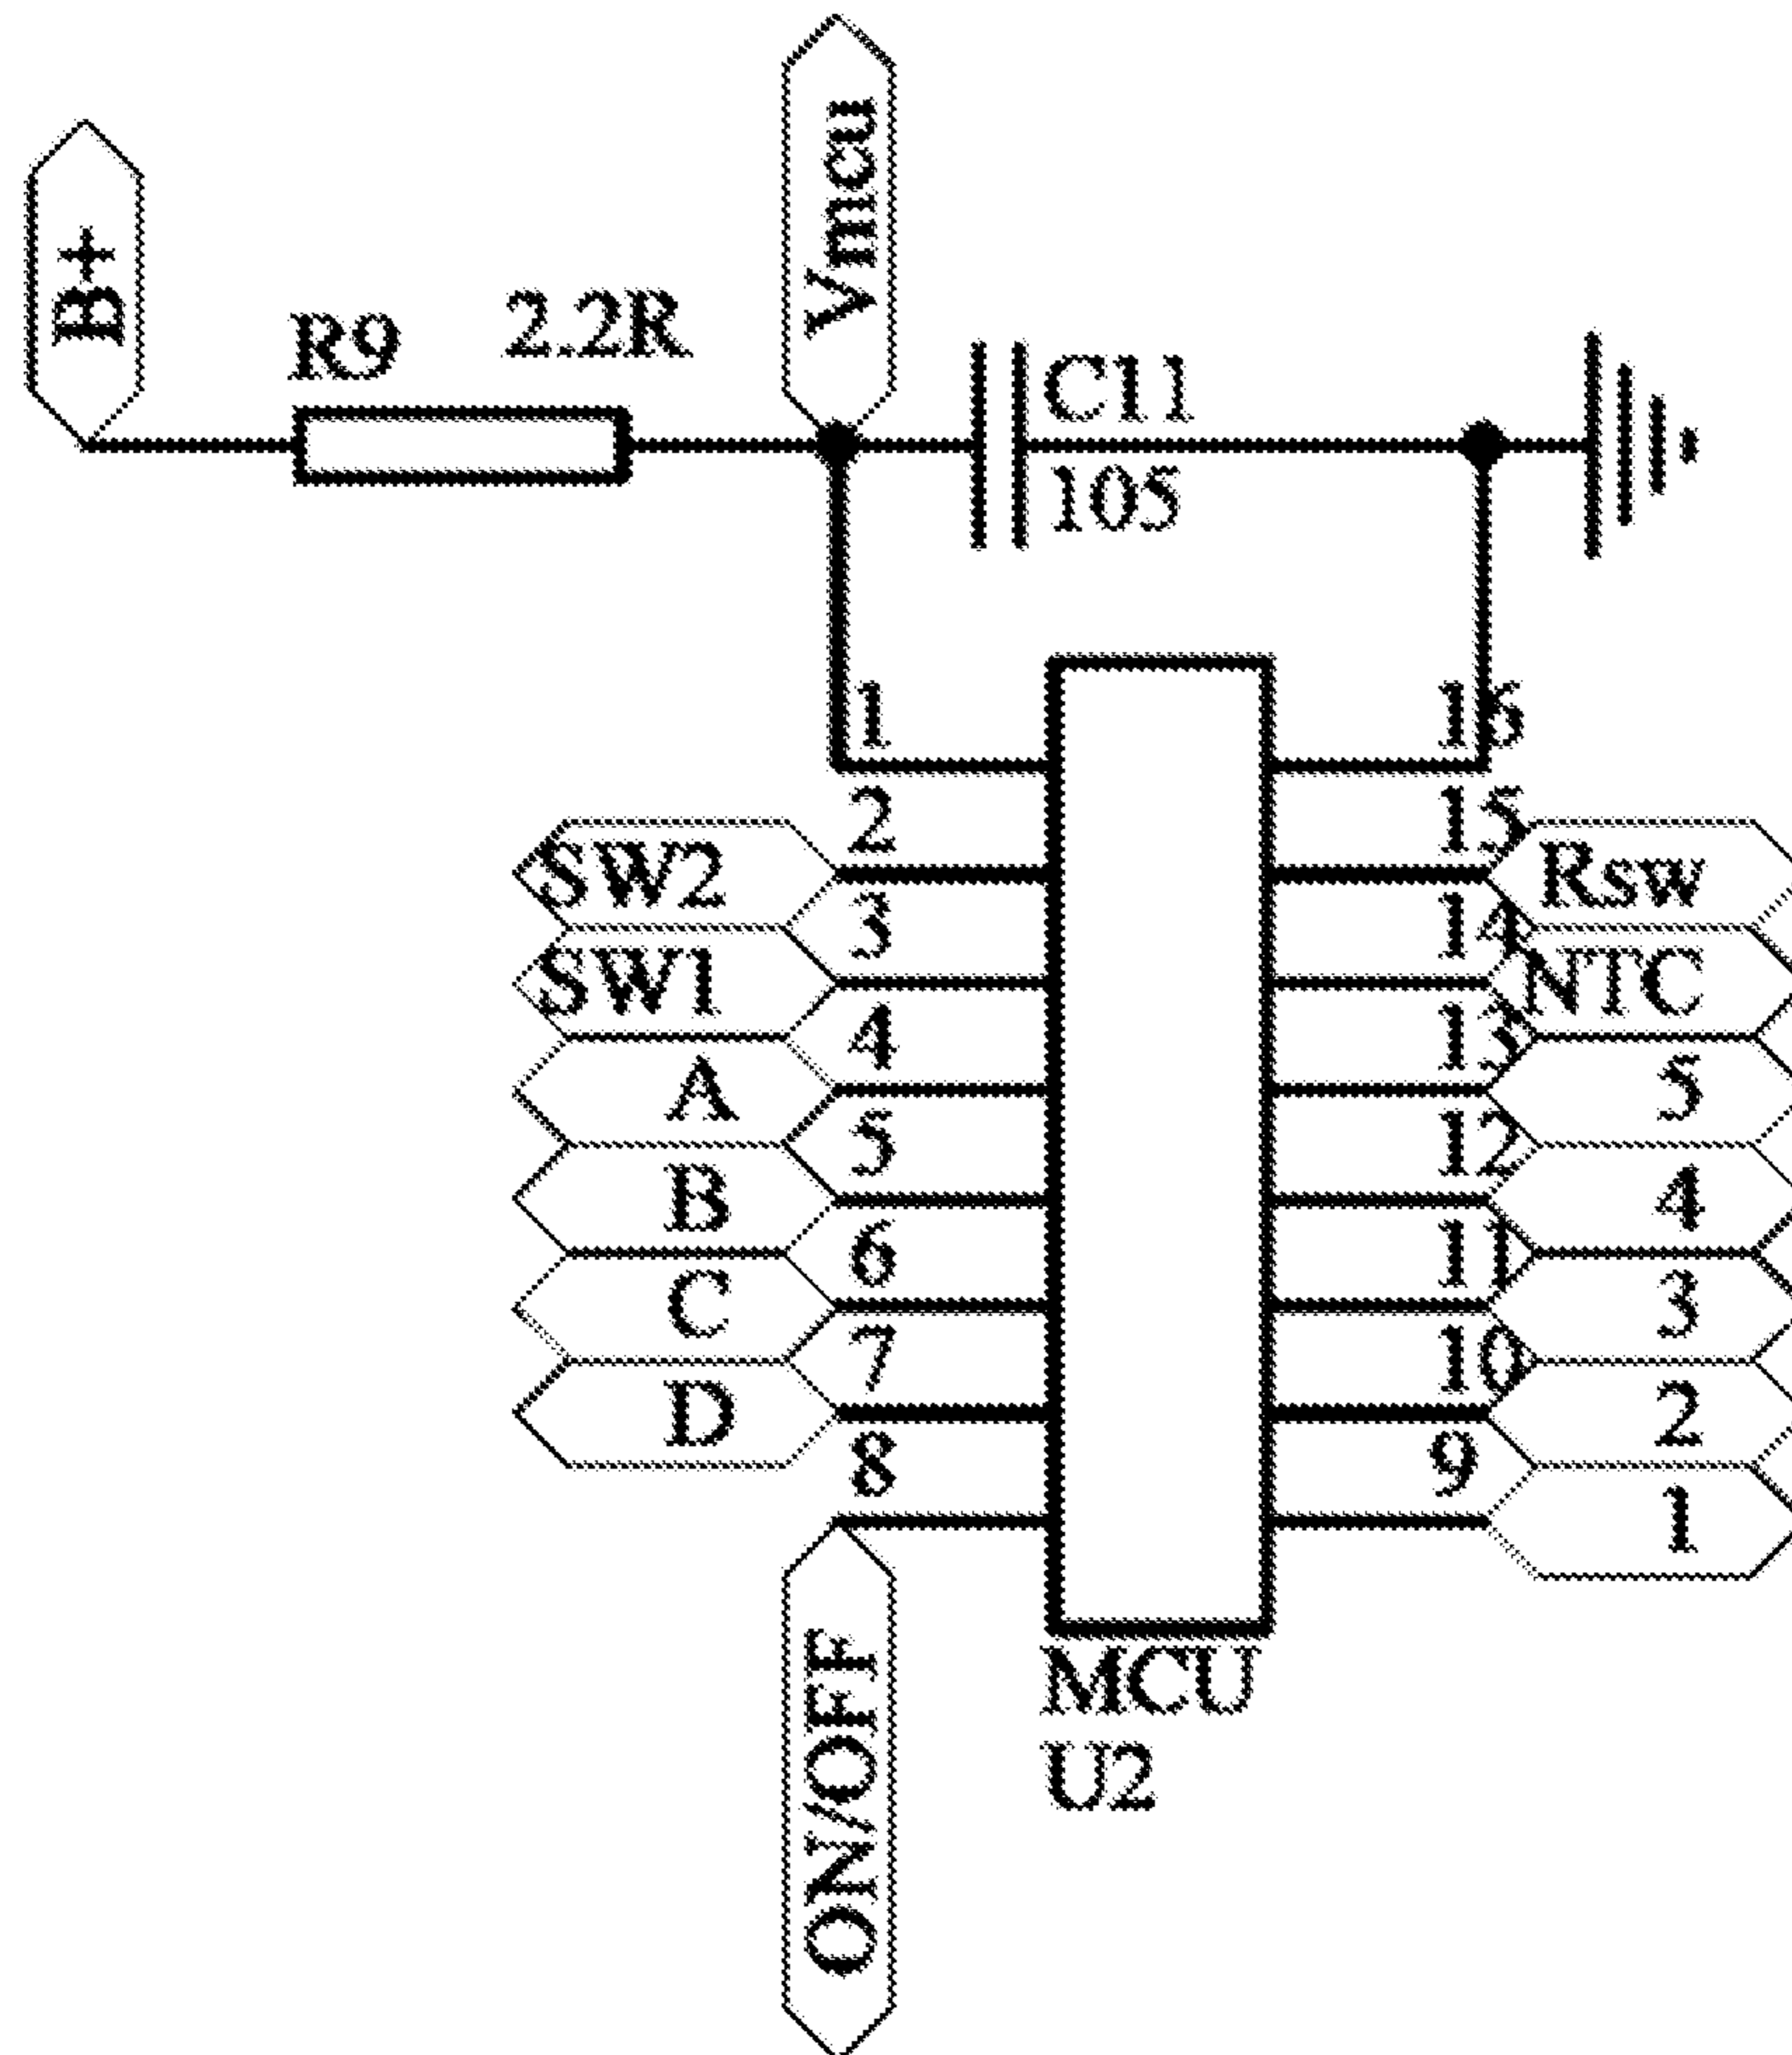 Vmcu
B+
R9 2.2R
C11
105
1 16
2 15
SW2 Rsw
3 14
SW1 NTC
4 13
A 5
5 12
B 4
6 11
C 3
7 10
D 2
8 9
1
ON/OFF
MCU
U2